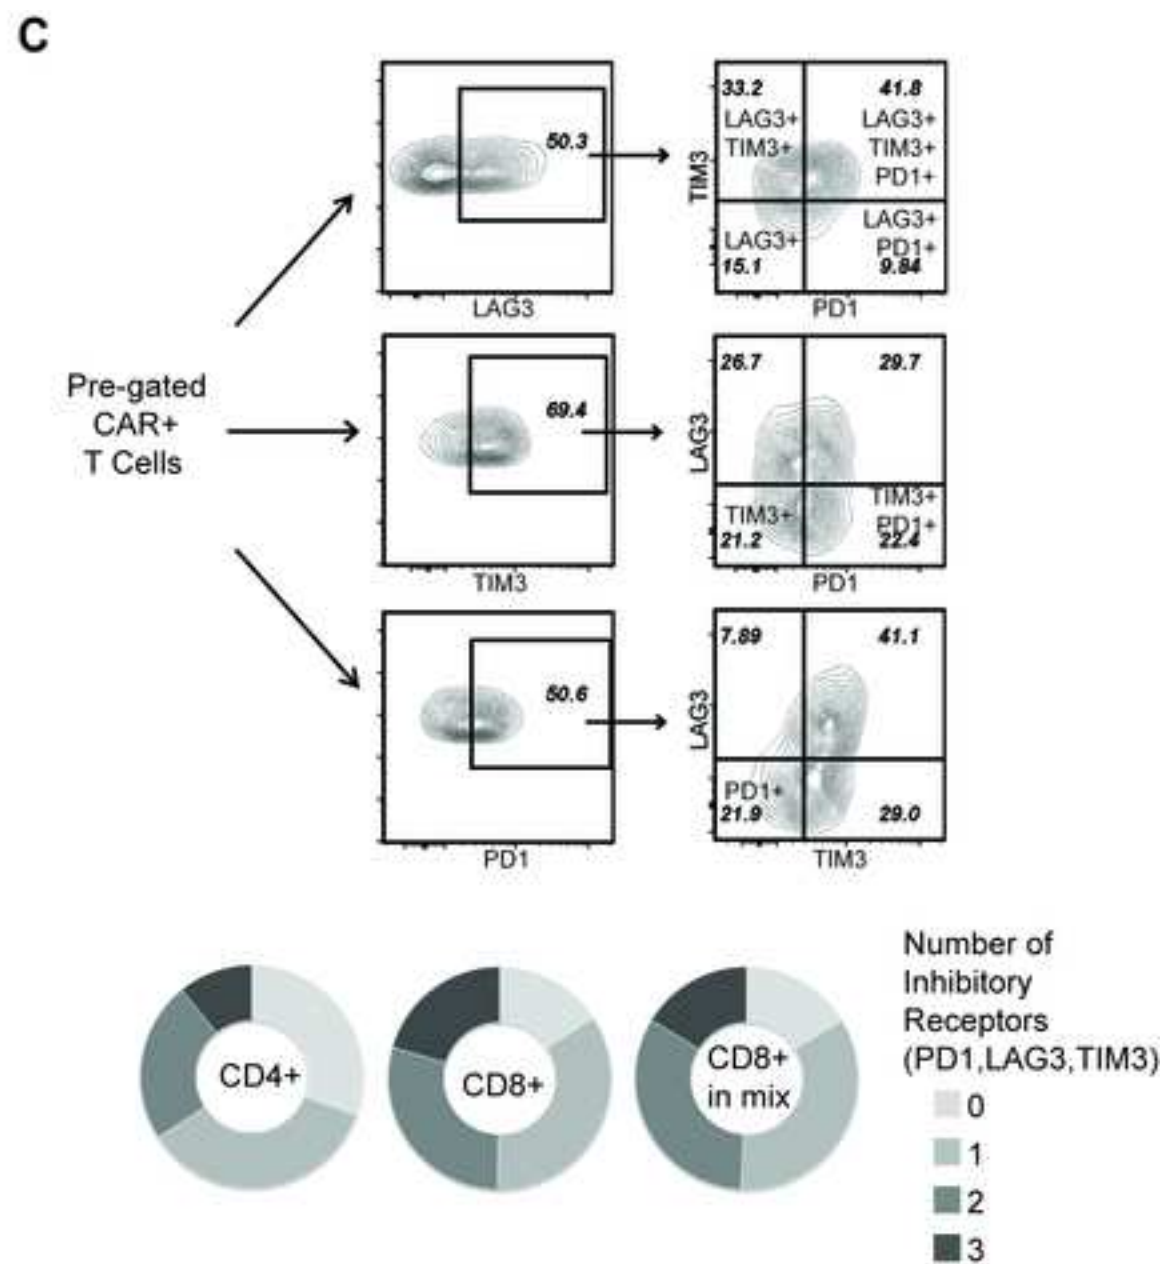 C
33.2
41.8
LAG3+
LAG3+
TIM3+
TIM3+
PD1+
50.3
TIM3
LAG3+
LAG3+
PD1+
15.1
9.84
LAG3
PD1
Pre-gated
CAR+
T Cells
26.7
29.7
69.4
LAG3
TIM3+
TIM3+
PD1+
21.2
22.4
TIM3
PD1
7.89
41.1
50.6
LAG3
PD1+
21.9
29.0
PD1
TIM3
CD4+
CD8+
CD8+
in mix
Number of
Inhibitory
Receptors
(PD1,LAG3,TIM3)
0
1
2
3